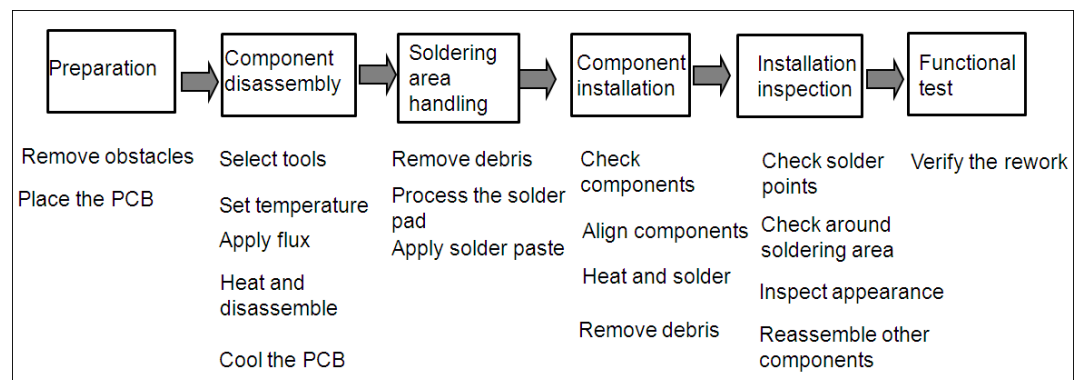 Preparation
Component
disassembly
Soldering
area
handling
Component
installation
Installation
inspection
Functional
test
Remove obstacles
Place the PCB
Select tools
Set temperature
Apply flux
Heat and
disassemble
Cool the PCB
Remove debris
Process the solder
pad
Apply solder paste
Check
components
Align components
Heat and solder
Remove debris
Check solder
points
Check around
soldering area
Inspect appearance
Reassemble other
components
Verify the rework